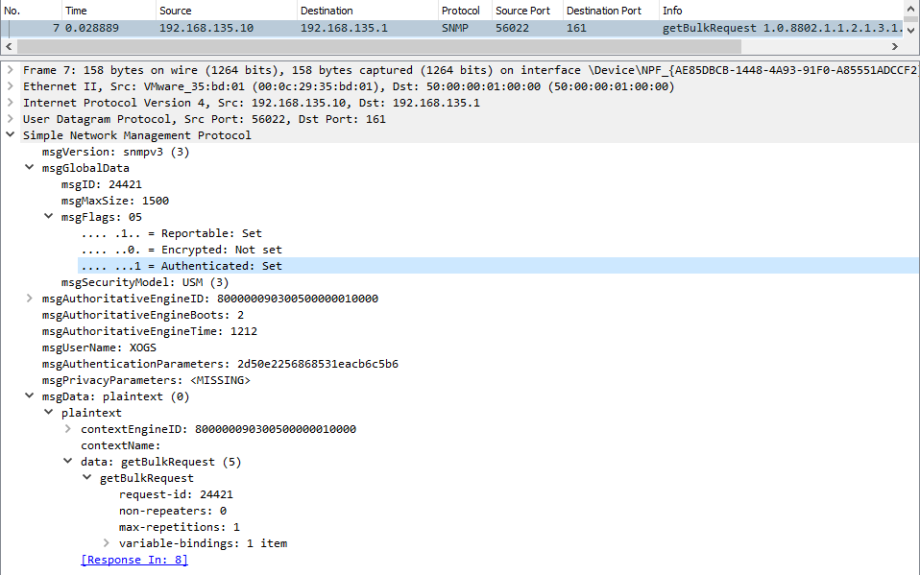 No. Time Source Destination Protocol Source Port Destination Port Info
7 0.028889 192.168.135.10 192.168.135.1 SNMP 56022 161 getBulkRequest 1.0.8802.1.1.2.1.3.1.
Frame 7: 158 bytes on wire (1264 bits), 158 bytes captured (1264 bits) on interface \Device\NPF_{AE85DBCB-1448-4A93-91F0-A85551ADCCF2
Ethernet II, Src: VMware_35:bd:01 (00:0c:29:35:bd:01), Dst: 50:00:00:01:00:00 (50:00:00:01:00:00)
Internet Protocol Version 4, Src: 192.168.135.10, Dst: 192.168.135.1
User Datagram Protocol, Src Port: 56022, Dst Port: 161
Simple Network Management Protocol
msgVersion: snmpv3 (3)
msgGlobalData
msgID: 24421
msgMaxSize: 1500
msgFlags: 05
.... .1.. = Reportable: Set
.... ..0. = Encrypted: Not set
.... ...1 = Authenticated: Set
msgSecurityModel: USM (3)
msgAuthoritativeEngineID: 800000090300500000010000
msgAuthoritativeEngineBoots: 2
msgAuthoritativeEngineTime: 1212
msgUserName: XOGS
msgAuthenticationParameters: 2d50e2256868531eacb6c5b6
msgPrivacyParameters: <MISSING>
msgData: plaintext (0)
plaintext
contextEngineID: 800000090300500000010000
contextName:
data: getBulkRequest (5)
getBulkRequest
request-id: 24421
non-repeaters: 0
max-repetitions: 1
variable-bindings: 1 item
[Response In: 8]